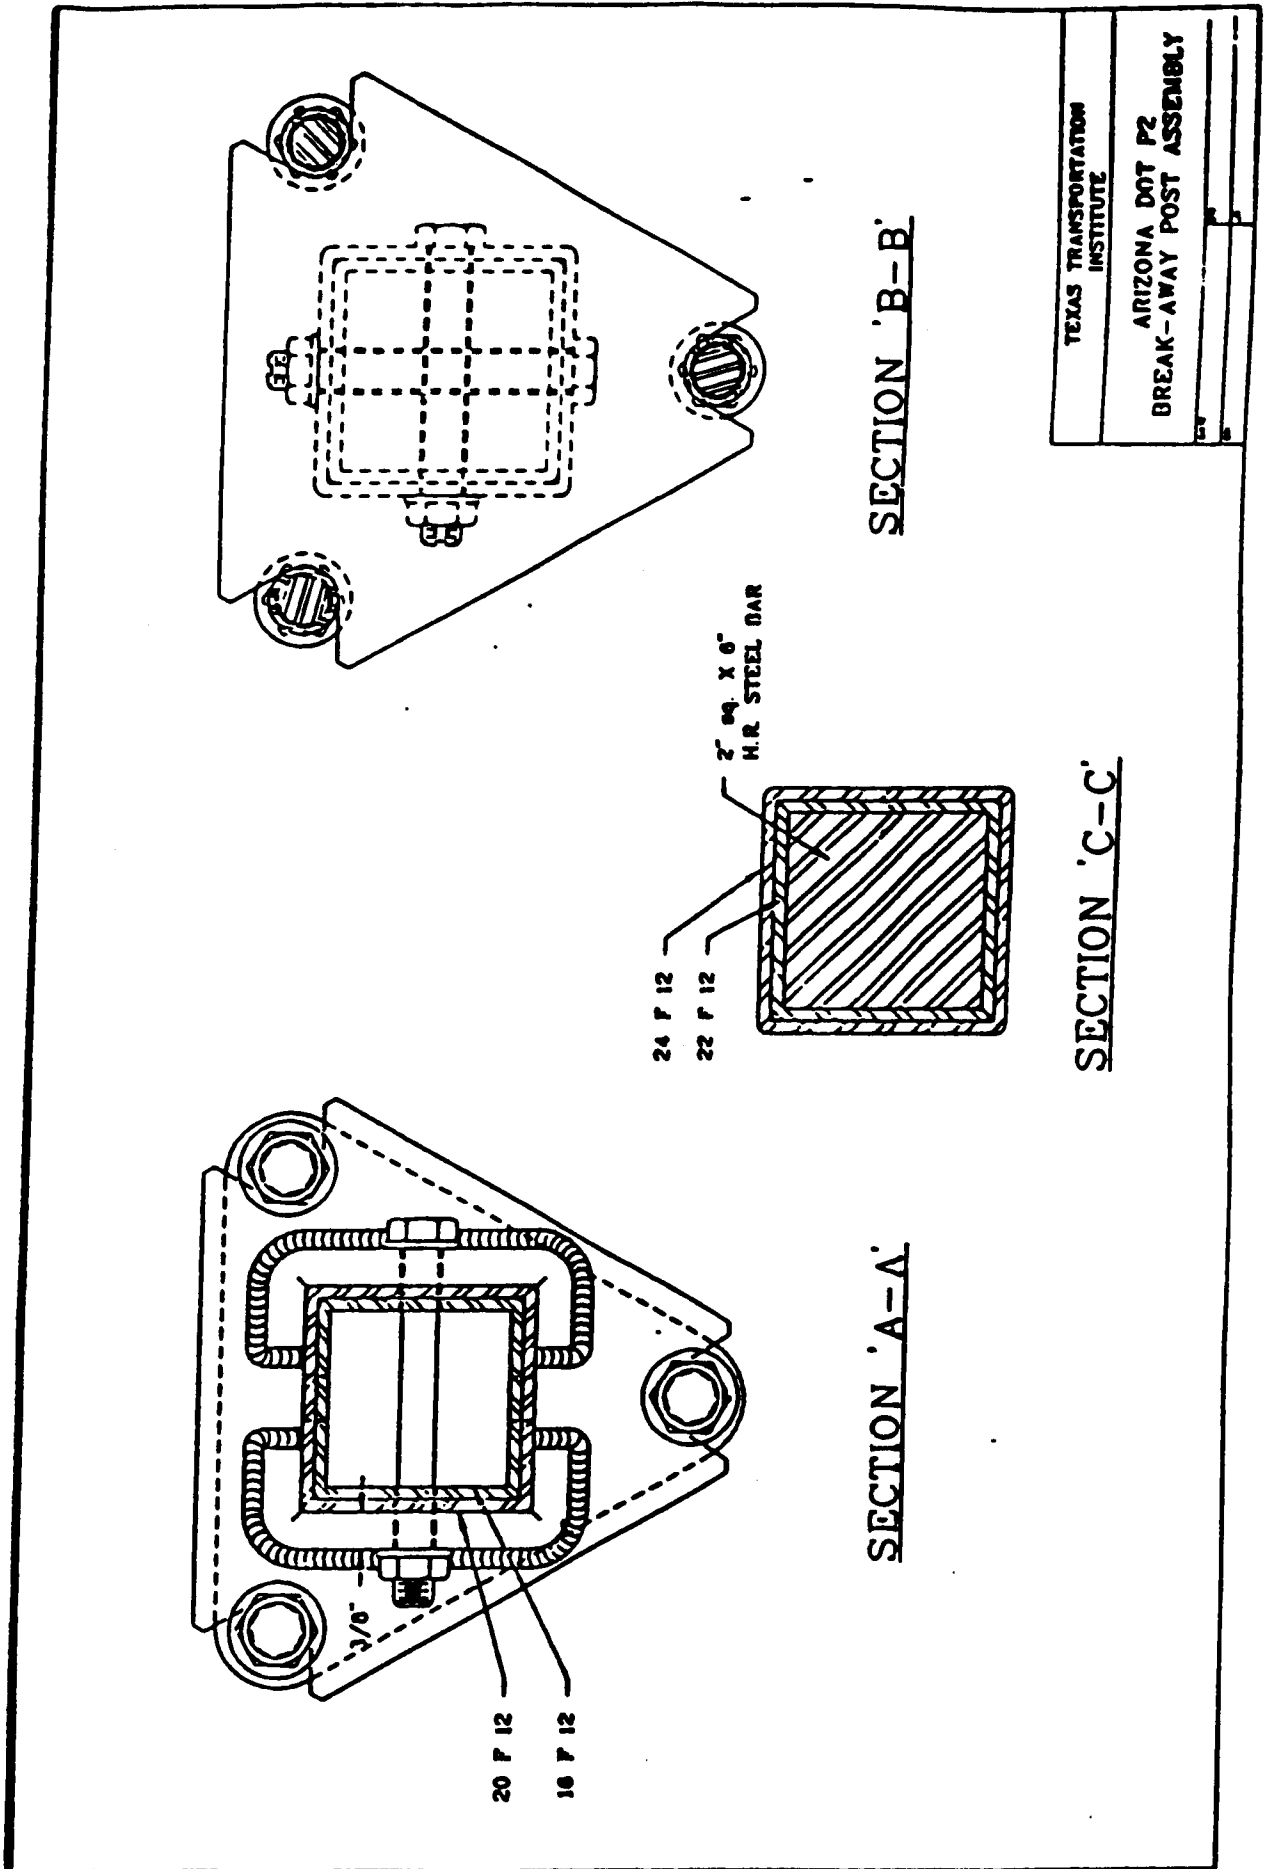 20 F 12
18 F 12
3/8"
SECTION 'A-A'
24 F 12
22 F 12
2" sq. X 6"
H.R. STEEL BAR
SECTION 'C-C'
SECTION 'B-B'
TEXAS TRANSPORTATION
INSTITUTE
ARIZONA DOT P2
BREAK-AWAY POST ASSEMBLY